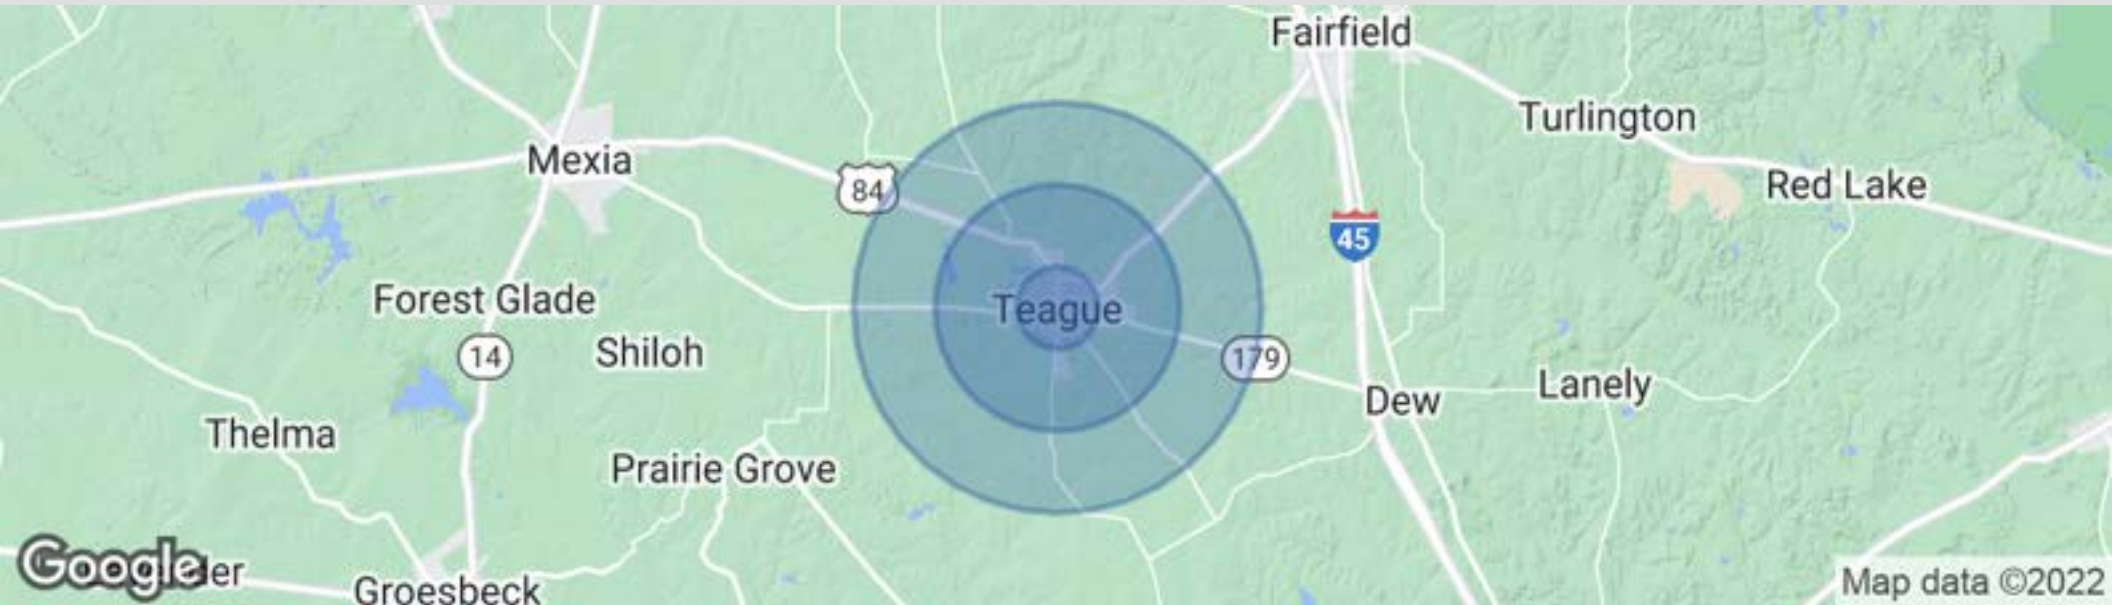 Fairfield
Turlington
Mexia
Red Lake
84
45
Forest Glade
Teague
14
Shiloh
179
Lanely
Dew
Thelma
Prairie Grove
Google
Groesbeck
Map data ©2022